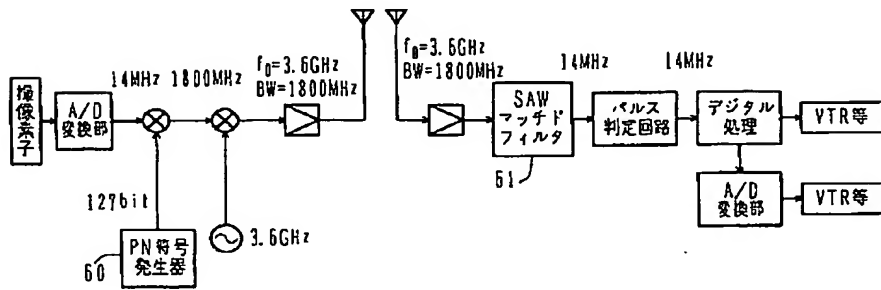 撮像素子
A/D
変換部
14MHz
1800MHz
f0=3.6GHz
BW=1800MHz
127bit
PN符号
発生器
60
3.6GHz
f0=3.6GHz
BW=1800MHz
SAW
マッチド
フィルタ
61
14MHz
パルス
判定回路
14MHz
デジタル
処理
VTR等
A/D
変換部
VTR等